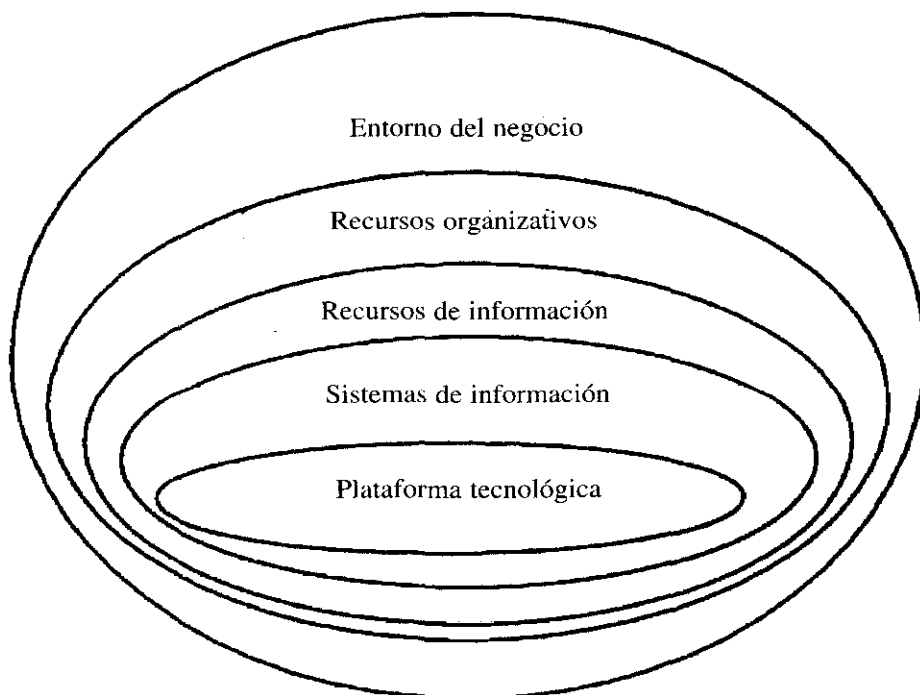 Entorno del negocio
Recursos organizativos
Recursos de información
Sistemas de información
Plataforma tecnológica